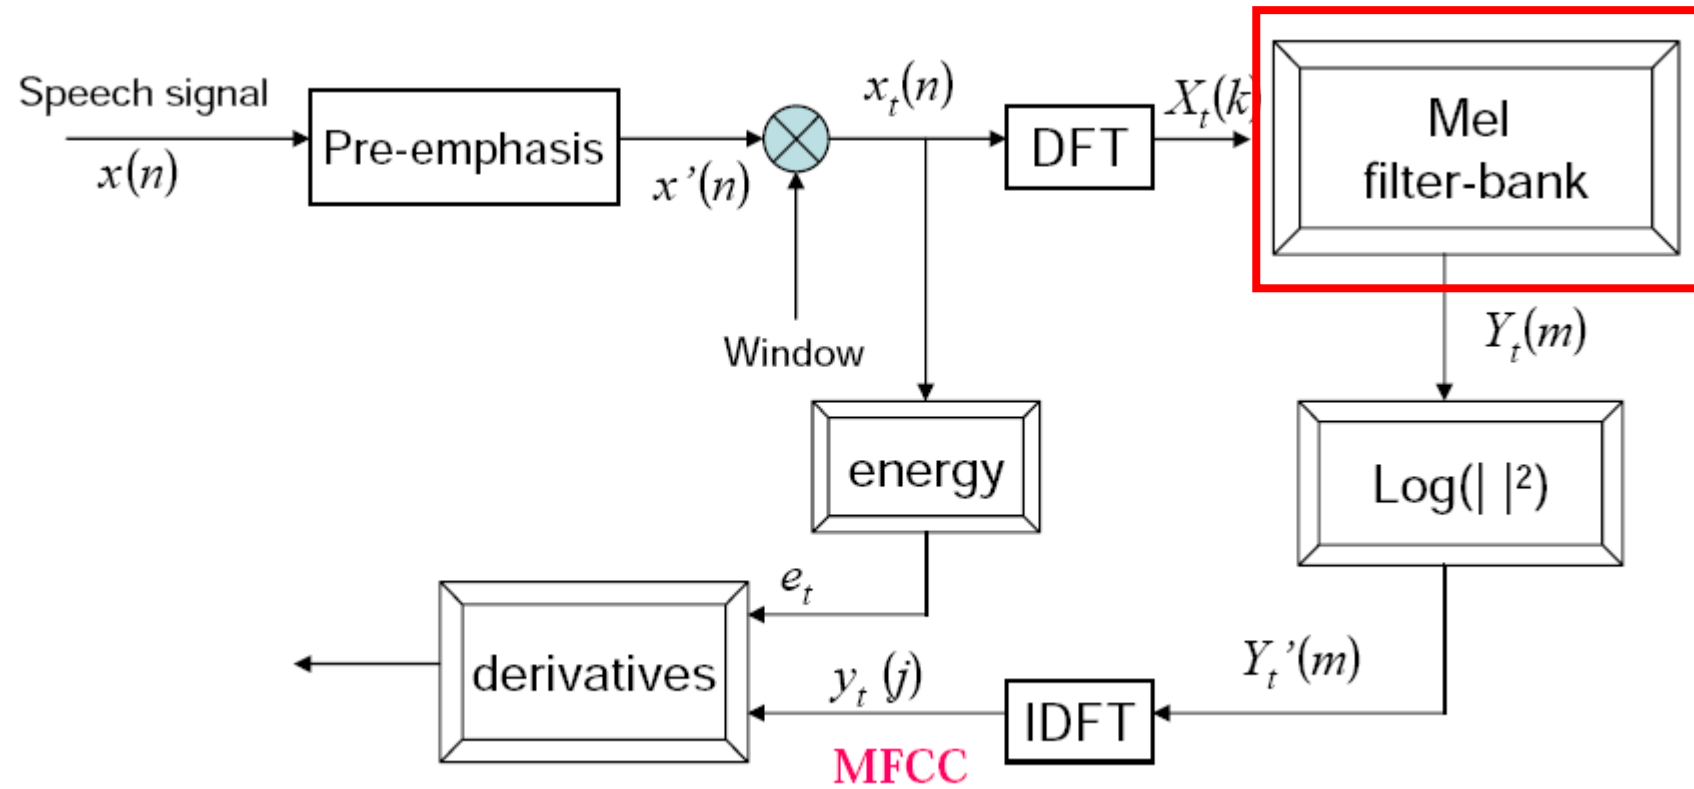 Speech signal
x(n)
Pre-emphasis
x'(n)
Window
x_t(n)
DFT
X_t(k)
Mel
filter-bank
Y_t(m)
Log(| |²)
Y_t'(m)
IDFT
y_t (j)
MFCC
energy
e_t
derivatives